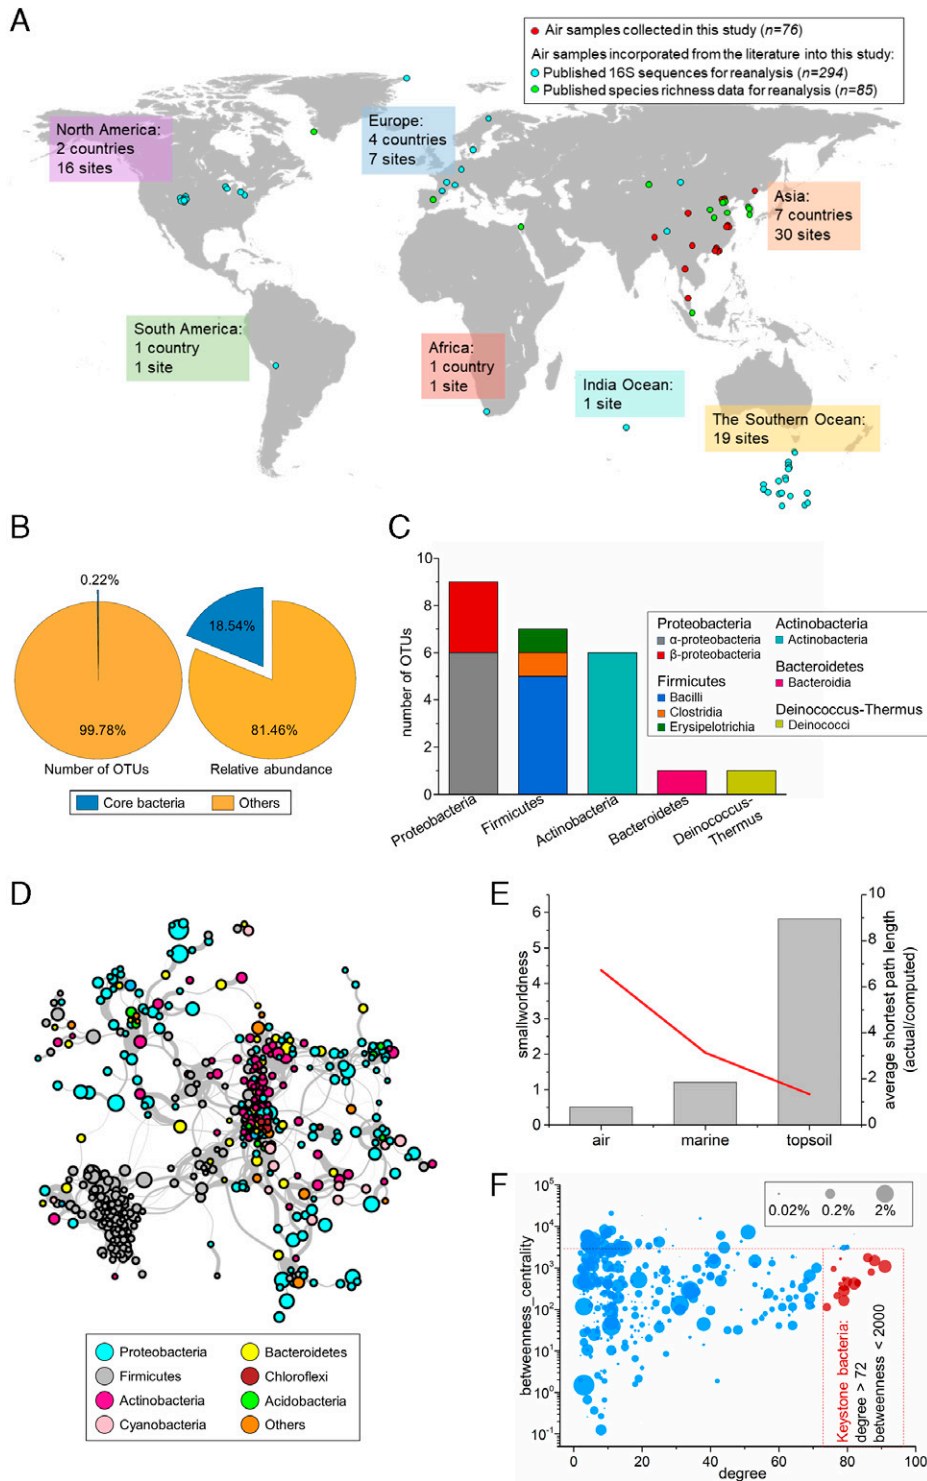 A
Air samples collected in this study (n=76)
Air samples incorporated from the literature into this study:
Published 16S sequences for reanalysis (n=294)
Published species richness data for reanalysis (n=85)
North America:
2 countries
16 sites
Europe:
4 countries
7 sites
Asia:
7 countries
30 sites
South America:
1 country
1 site
Africa:
1 country
1 site
India Ocean:
1 site
The Southern Ocean:
19 sites
B
0.22%
99.78%
Number of OTUs
18.54%
81.46%
Relative abundance
Core bacteria
Others
C
number of OTUs
10
8
6
4
2
0
Proteobacteria
Firmicutes
Actinobacteria
Bacteroidetes
Deinococcus-
Thermus
Proteobacteria
α-proteobacteria
β-proteobacteria
Firmicutes
Bacilli
Clostridia
Erysipelotrichia
Actinobacteria
Actinobacteria
Bacteroidetes
Bacteroidia
Deinococcus-Thermus
Deinococci
D
Proteobacteria
Firmicutes
Actinobacteria
Cyanobacteria
Bacteroidetes
Chloroflexi
Acidobacteria
Others
E
smallworldness
6
5
4
3
2
1
0
air
marine
topsoil
10
8
6
4
2
0
average shortest path length
(actual/computed)
F
betweenness_centrality
10⁵
10⁴
10³
10²
10¹
10⁰
10⁻¹
0
20
40
60
80
100
degree
0.02%
0.2%
2%
Keystone bacteria:
degree > 72
betweenness < 2000